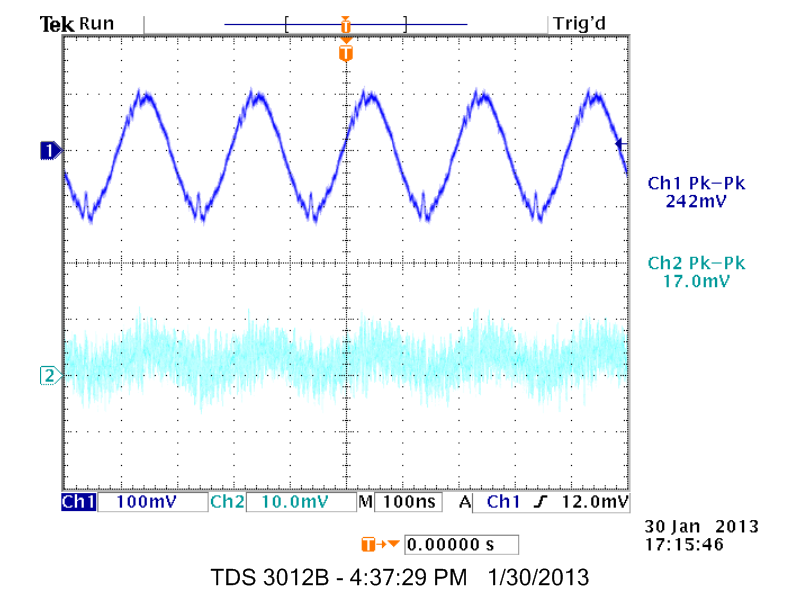 Tek Run Trig'd
T
T
1
Ch1 Pk−Pk
242mV
Ch2 Pk−Pk
17.0mV
2
Ch1 100mV Ch2 10.0mV M 100ns A Ch1 12.0mV
T 0.00000 s
30 Jan 2013
17:15:46
TDS 3012B - 4:37:29 PM 1/30/2013